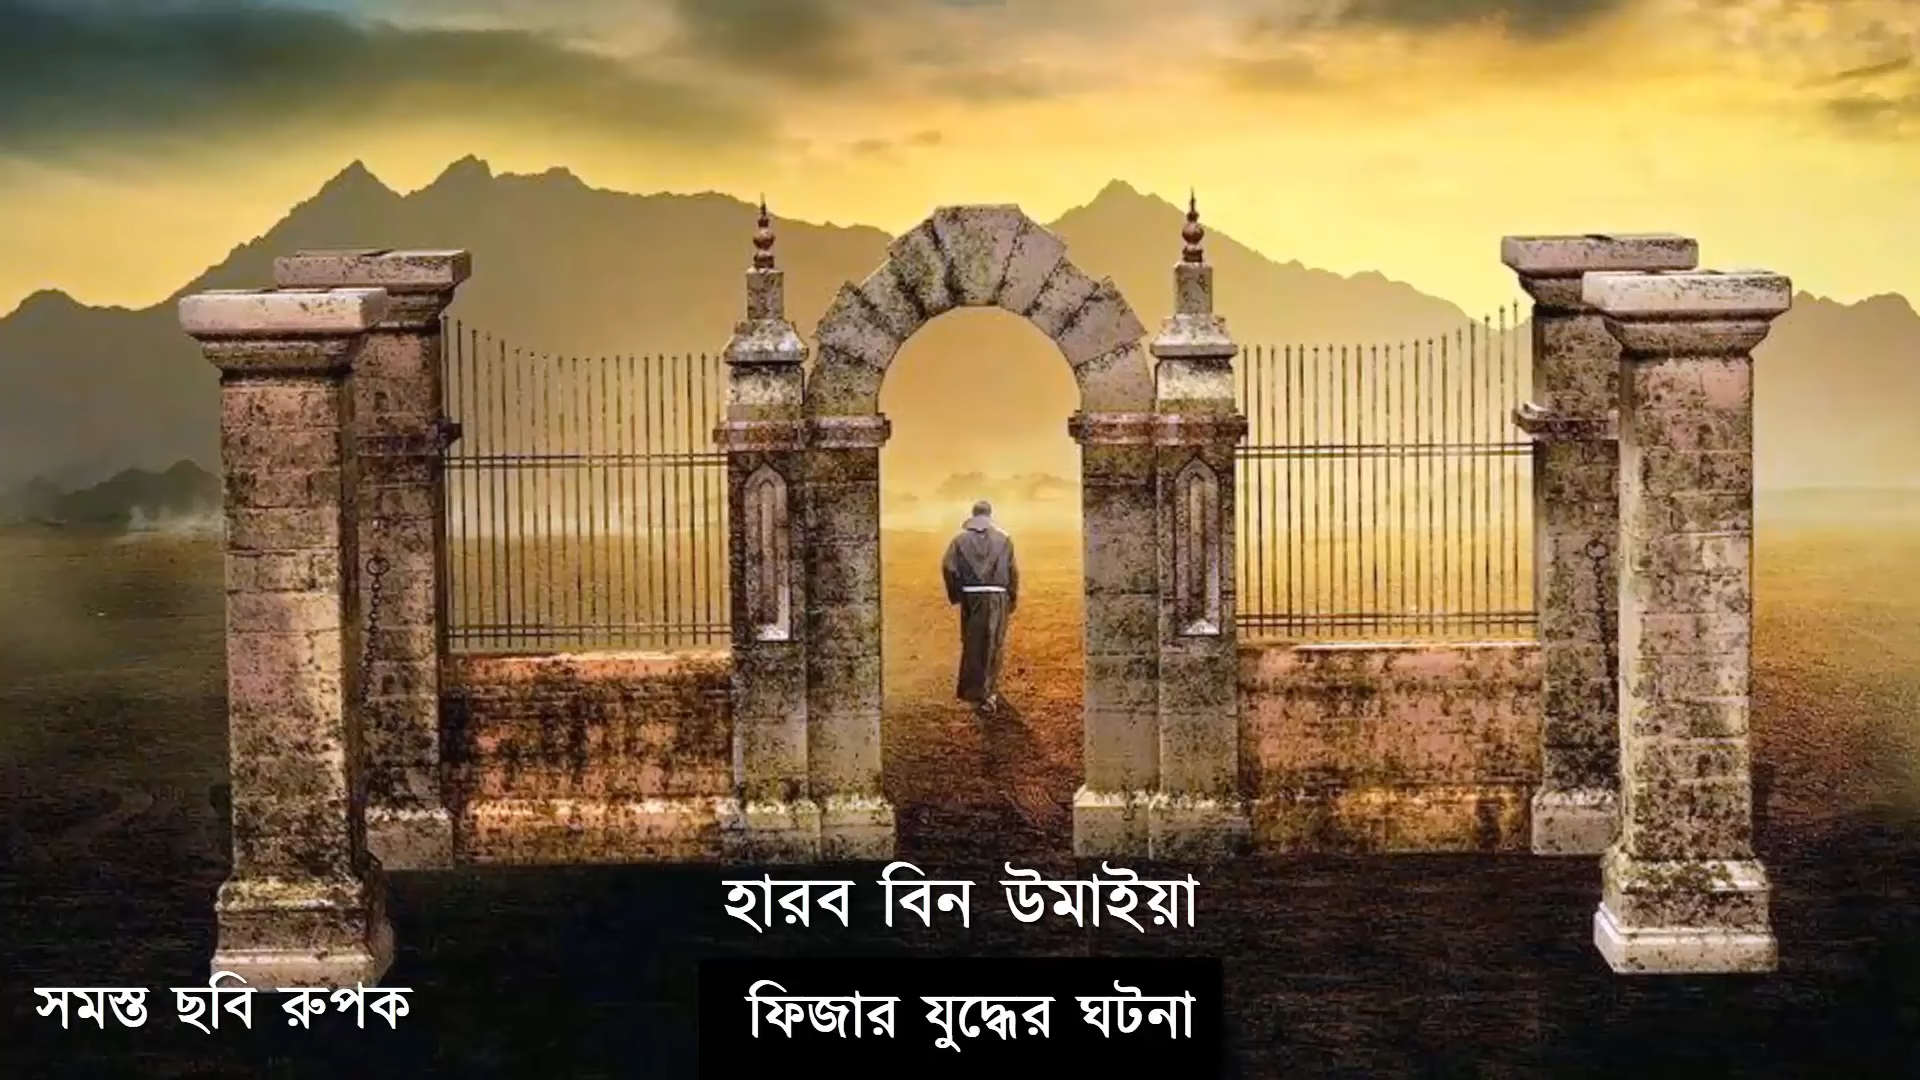 হারব বিন উমাইয়া
সমস্ত ছবি রুপক
ফিজার যুদ্ধের ঘটনা